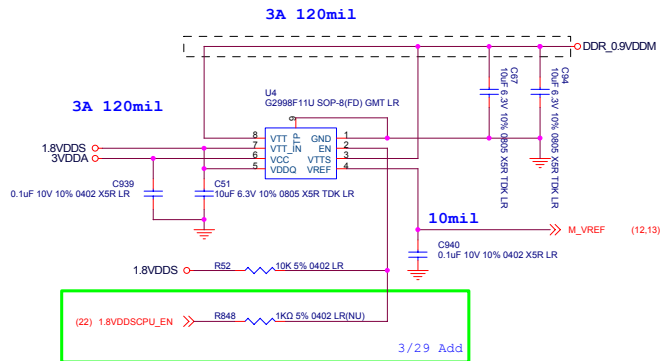 3A 120mil
DDR_0.9VDDM
C67
10uF 6.3V 10% 0805 X5R TDK LR
C94
10uF 6.3V 10% 0805 X5R TDK LR
U4
G2998F11U SOP-8(FD) GMT LR
3A 120mil
9
TP
8 VTT GND 1
1.8VDDS 7 VTT_IN EN 2
3VDDA 6 VCC VTTS 3
5 VDDQ VREF 4
C939
0.1uF 10V 10% 0402 X5R LR
C51
10uF 6.3V 10% 0805 X5R TDK LR
10mil
M_VREF (12,13)
C940
0.1uF 10V 10% 0402 X5R LR
1.8VDDS R52 10K 5% 0402 LR
(22) 1.8VDDSCPU_EN R848 1KΩ 5% 0402 LR(NU)
3/29 Add